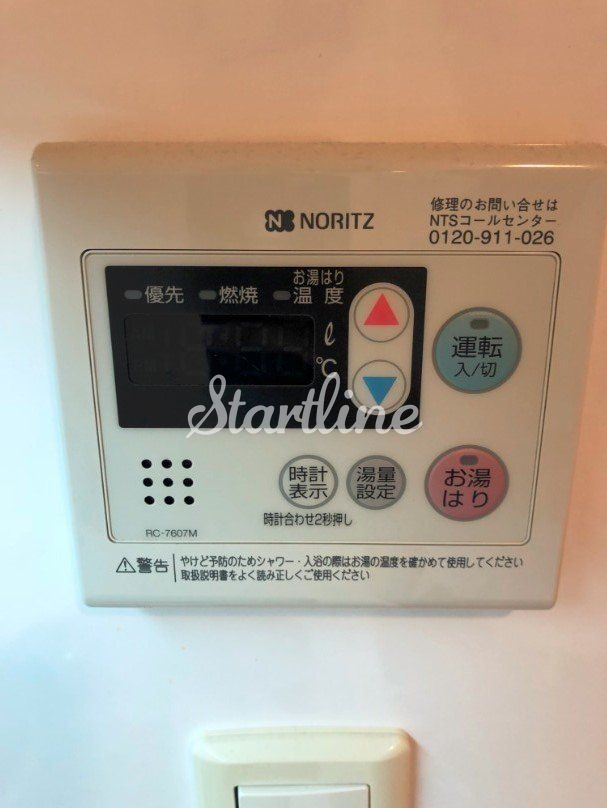 修理のお問い合せは
NTSコールセンター
0120-911-026
NORITZ
優先 燃焼 お湯はり温度
ℓ
℃
運転
入/切
Startline
時計
表示
湯量
設定
お湯
はり
時計合わせ2秒押し
RC-7607M
警告
やけど予防のためシャワー・入浴の際はお湯の温度を確かめて使用してください
取扱説明書をよく読み正しくご使用ください